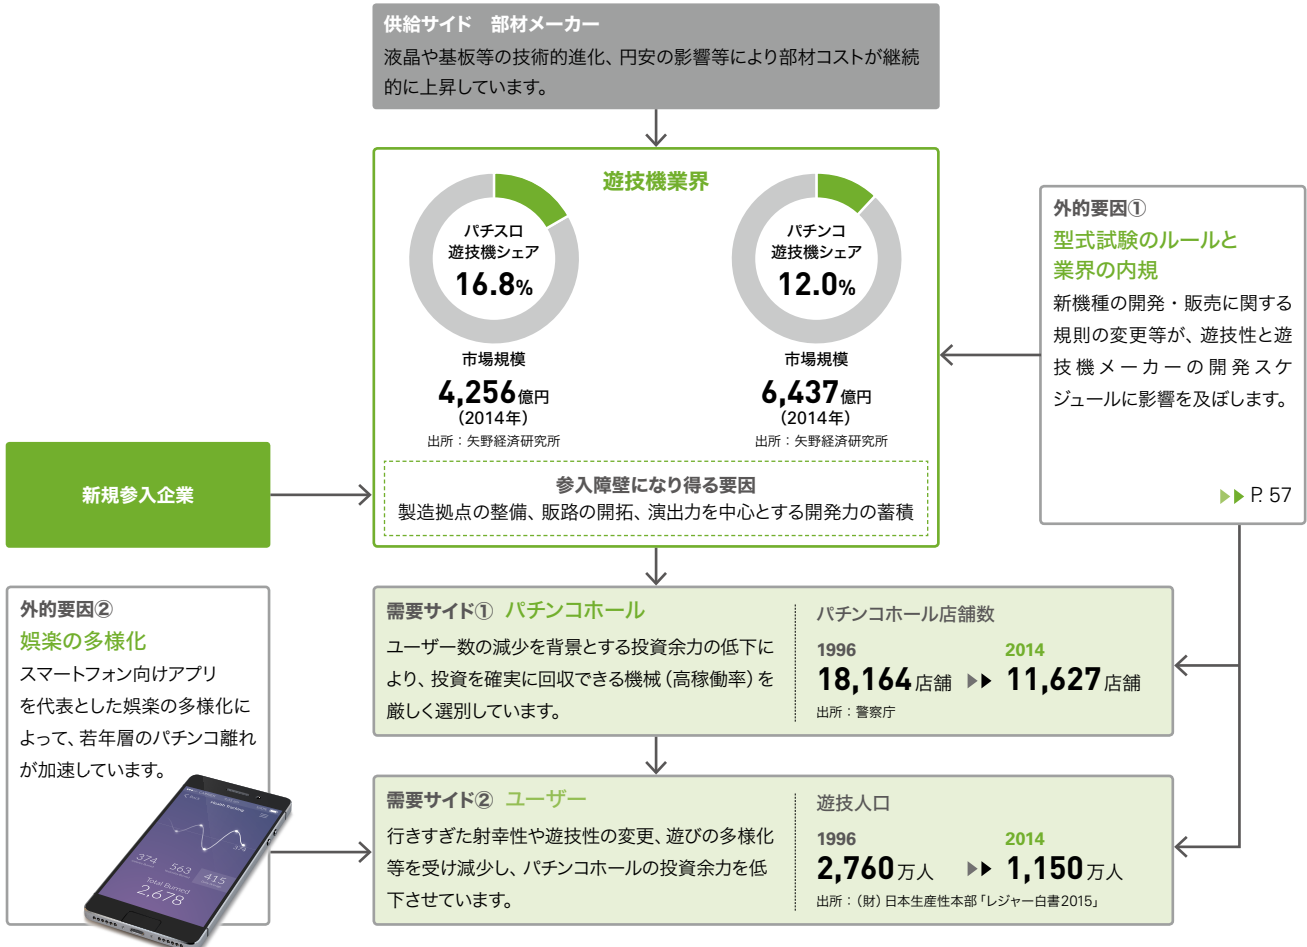 供給サイド 部材メーカー
液晶や基板等の技術的進化、円安の影響等により部材コストが継続
的に上昇しています。
遊技機業界
パチスロ
遊技機シェア
16.8%
市場規模
4,256億円
(2014年)
出所：矢野経済研究所
パチンコ
遊技機シェア
12.0%
市場規模
6,437億円
(2014年)
出所：矢野経済研究所
参入障壁になり得る要因
製造拠点の整備、販路の開拓、演出力を中心とする開発力の蓄積
外的要因①
型式試験のルールと
業界の内規
新機種の開発・販売に関する
規則の変更等が、遊技性と遊
技機メーカーの開発スケ
ジュールに影響を及ぼします。
P. 57
新規参入企業
外的要因②
娯楽の多様化
スマートフォン向けアプリ
を代表とした娯楽の多様化に
よって、若年層のパチンコ離れ
が加速しています。
Health Training
374
563
415
Total Burned
2,678
需要サイド① パチンコホール
ユーザー数の減少を背景とする投資余力の低下に
より、投資を確実に回収できる機械（高稼働率）を
厳しく選別しています。
パチンコホール店舗数
1996
2014
18,164店舗 11,627店舗
出所：警察庁
需要サイド② ユーザー
行きすぎた射幸性や遊技性の変更、遊びの多様化
等を受け減少し、パチンコホールの投資余力を低
下させています。
遊技人口
1996
2014
2,760万人 1,150万人
出所：（財）日本生産性本部「レジャー白書2015」